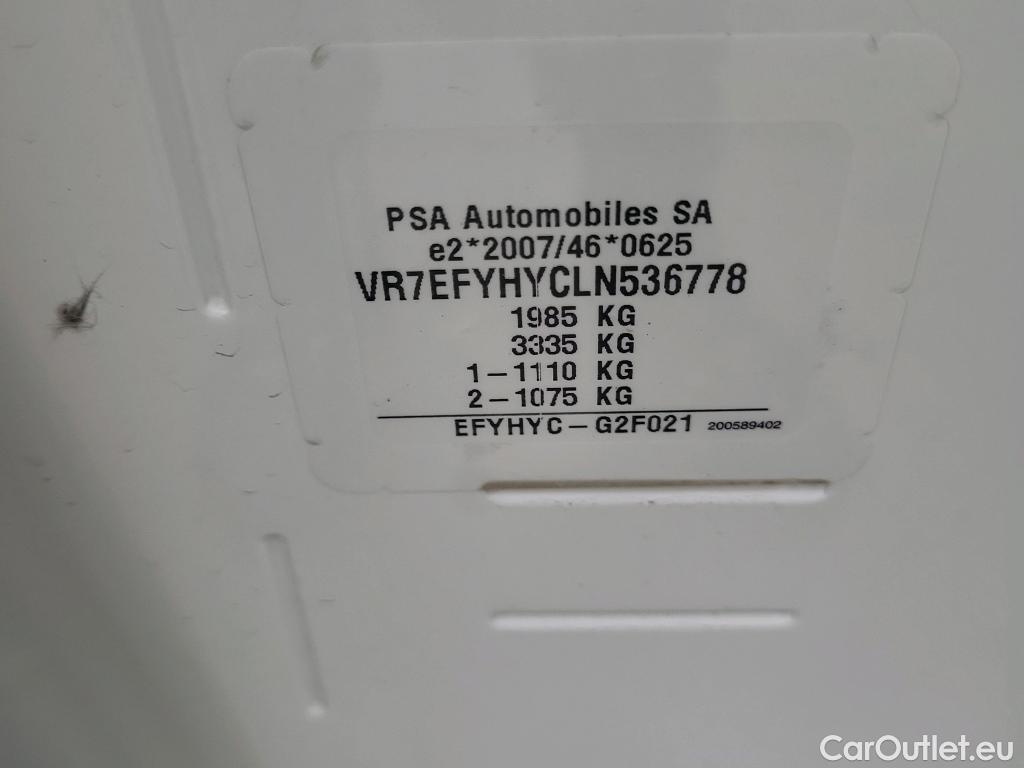 PSA Automobiles SA
e2*2007/46*0625
VR7EFYHYCLN536778
1985 KG
3335 KG
1-1110 KG
2-1075 KG
EFYHYC-G2F021 200589402
CarOutlet.eu